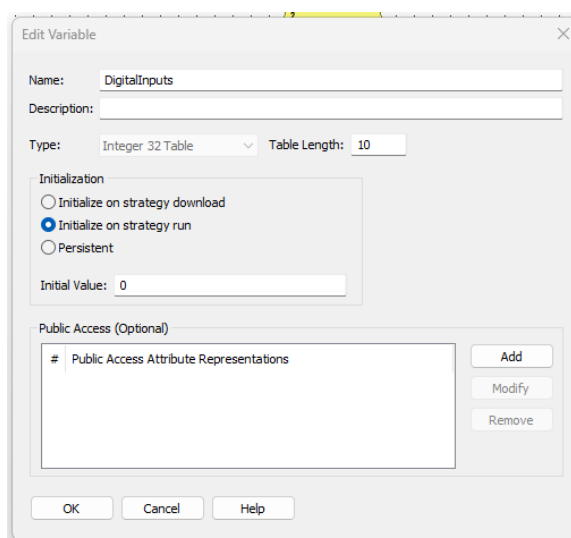 2
Edit Variable
Name: DigitalInputs
Description:
Type: Integer 32 Table Table Length: 10
Initialization
Initialize on strategy download
Initialize on strategy run
Persistent
Initial Value: 0
Public Access (Optional)
# Public Access Attribute Representations
Add
Modify
Remove
OK Cancel Help